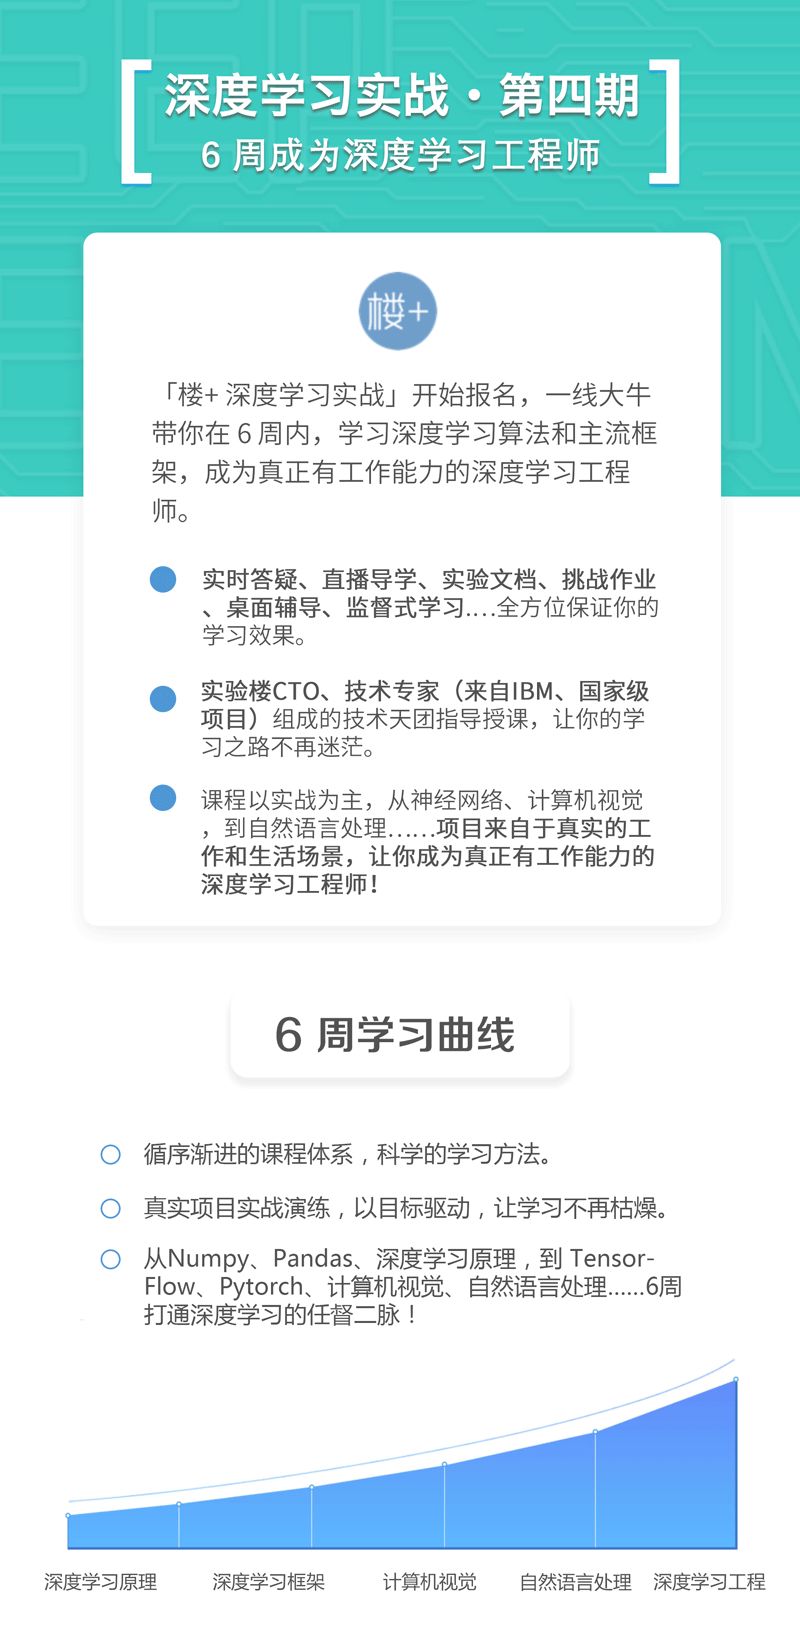 深度学习实战·第四期
6 周成为深度学习工程师
楼+
「楼+ 深度学习实战」开始报名，一线大牛
带你在 6 周内，学习深度学习算法和主流框
架，成为真正有工作能力的深度学习工程
师。
实时答疑、直播导学、实验文档、挑战作业
、桌面辅导、监督式学习....全方位保证你的
学习效果。
实验楼CTO、技术专家（来自IBM、国家级
项目）组成的技术天团指导授课，让你的学
习之路不再迷茫。
课程以实战为主，从神经网络、计算机视觉
，到自然语言处理......项目来自于真实的工
作和生活场景，让你成为真正有工作能力的
深度学习工程师！
6 周学习曲线
循序渐进的课程体系，科学的学习方法。
真实项目实战演练，以目标驱动，让学习不再枯燥。
从Numpy、Pandas、深度学习原理，到 Tensor-
Flow、Pytorch、计算机视觉、自然语言处理......6周
打通深度学习的任督二脉！
深度学习原理 深度学习框架 计算机视觉 自然语言处理 深度学习工程